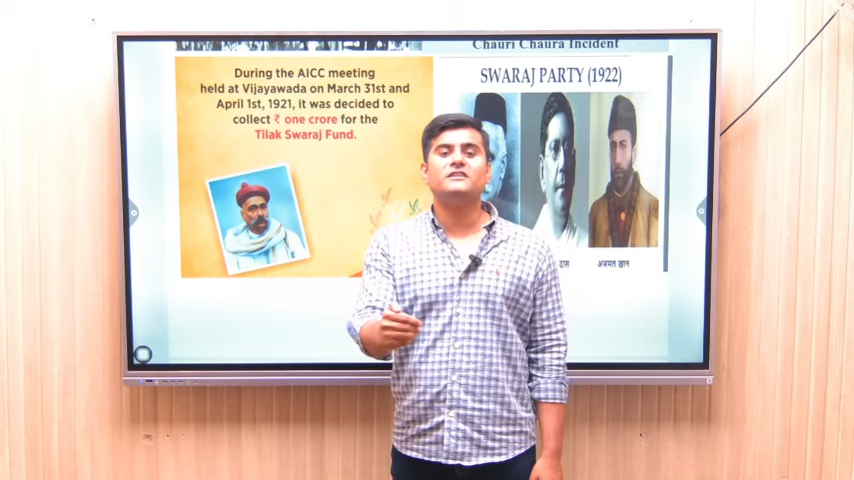 Chauri Chaura Incident
During the AICC meeting
held at Vijayawada on March 31st and
April 1st, 1921, it was decided to
collect ₹ one crore for the
Tilak Swaraj Fund.
SWARAJ PARTY (1922)
दास
अजमल खान